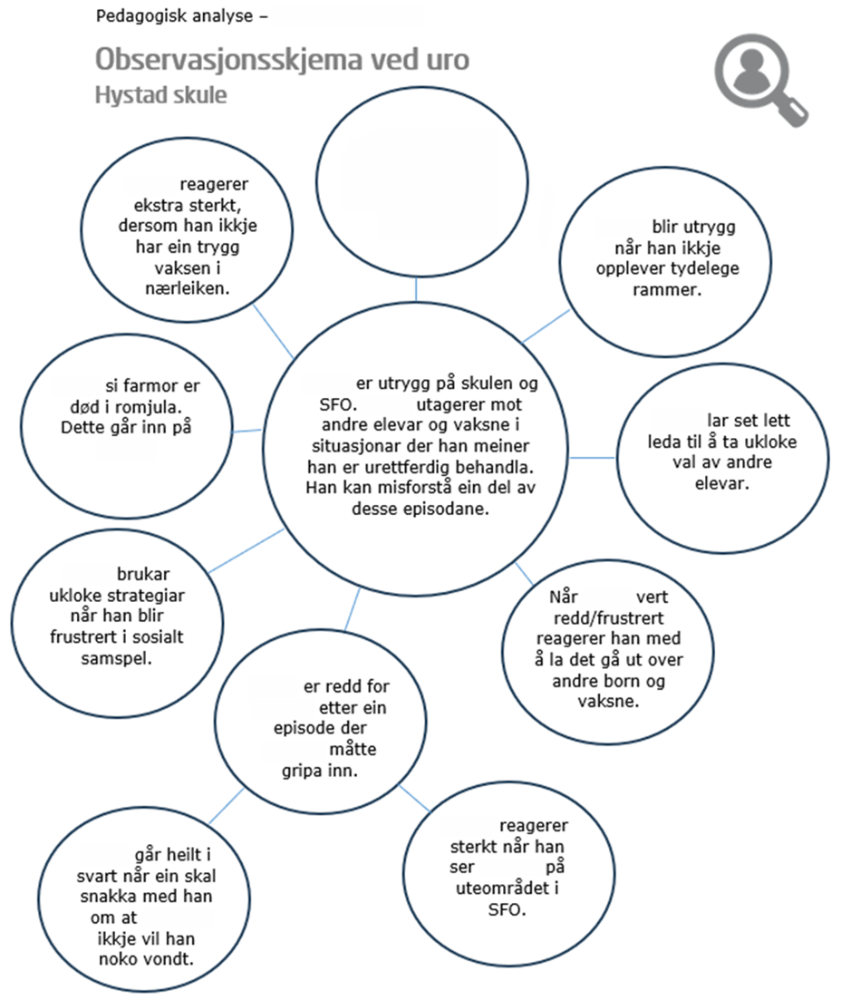 Pedagogisk analyse –
Observasjonsskjema ved uro
Hystad skule
reagerer
ekstra sterkt,
dersom han ikkje
har ein trygg
vaksen i
nærleiken.
blir utrygg
når han ikkje
opplever tydelege
rammer.
si farmor er
død i romjula.
Dette går inn på
er utrygg på skulen og
SFO. utagerer mot
andre elevar og vaksne i
situasjonar der han meiner
han er urettferdig behandla.
Han kan misforstå ein del av
desse episodane.
lar set lett
leda til å ta ukloke
val av andre
elevar.
brukar
ukloke strategiar
når han blir
frustrert i sosialt
samspel.
Når vert
redd/frustrert
reagerer han med
å la det gå ut over
andre born og
vaksne.
er redd for
etter ein
episode der
måtte
gripa inn.
går heilt i
svart når ein skal
snakka med han
om at
ikkje vil han
noko vondt.
reagerer
sterkt når han
ser på
uteområdet i
SFO.